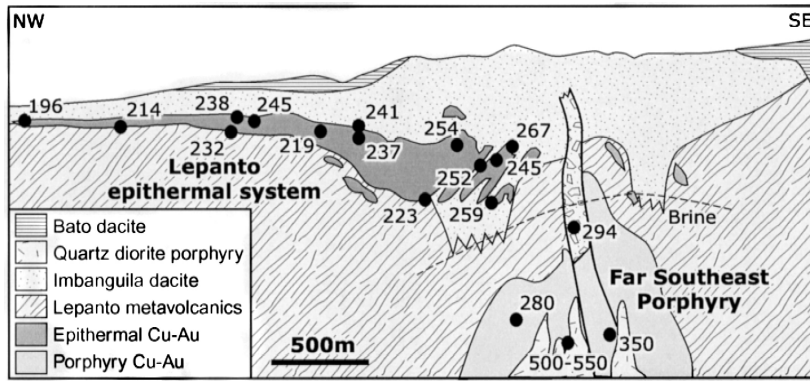 NW
SE
196
214
238
245
241
254
267
232
219
237
252
245
Lepanto
epithermal system
223
259
Brine
294
Far Southeast
Porphyry
280
350
500-550
500m
Bato dacite
Quartz diorite porphyry
Imbanguila dacite
Lepanto metavolcanics
Epithermal Cu-Au
Porphyry Cu-Au